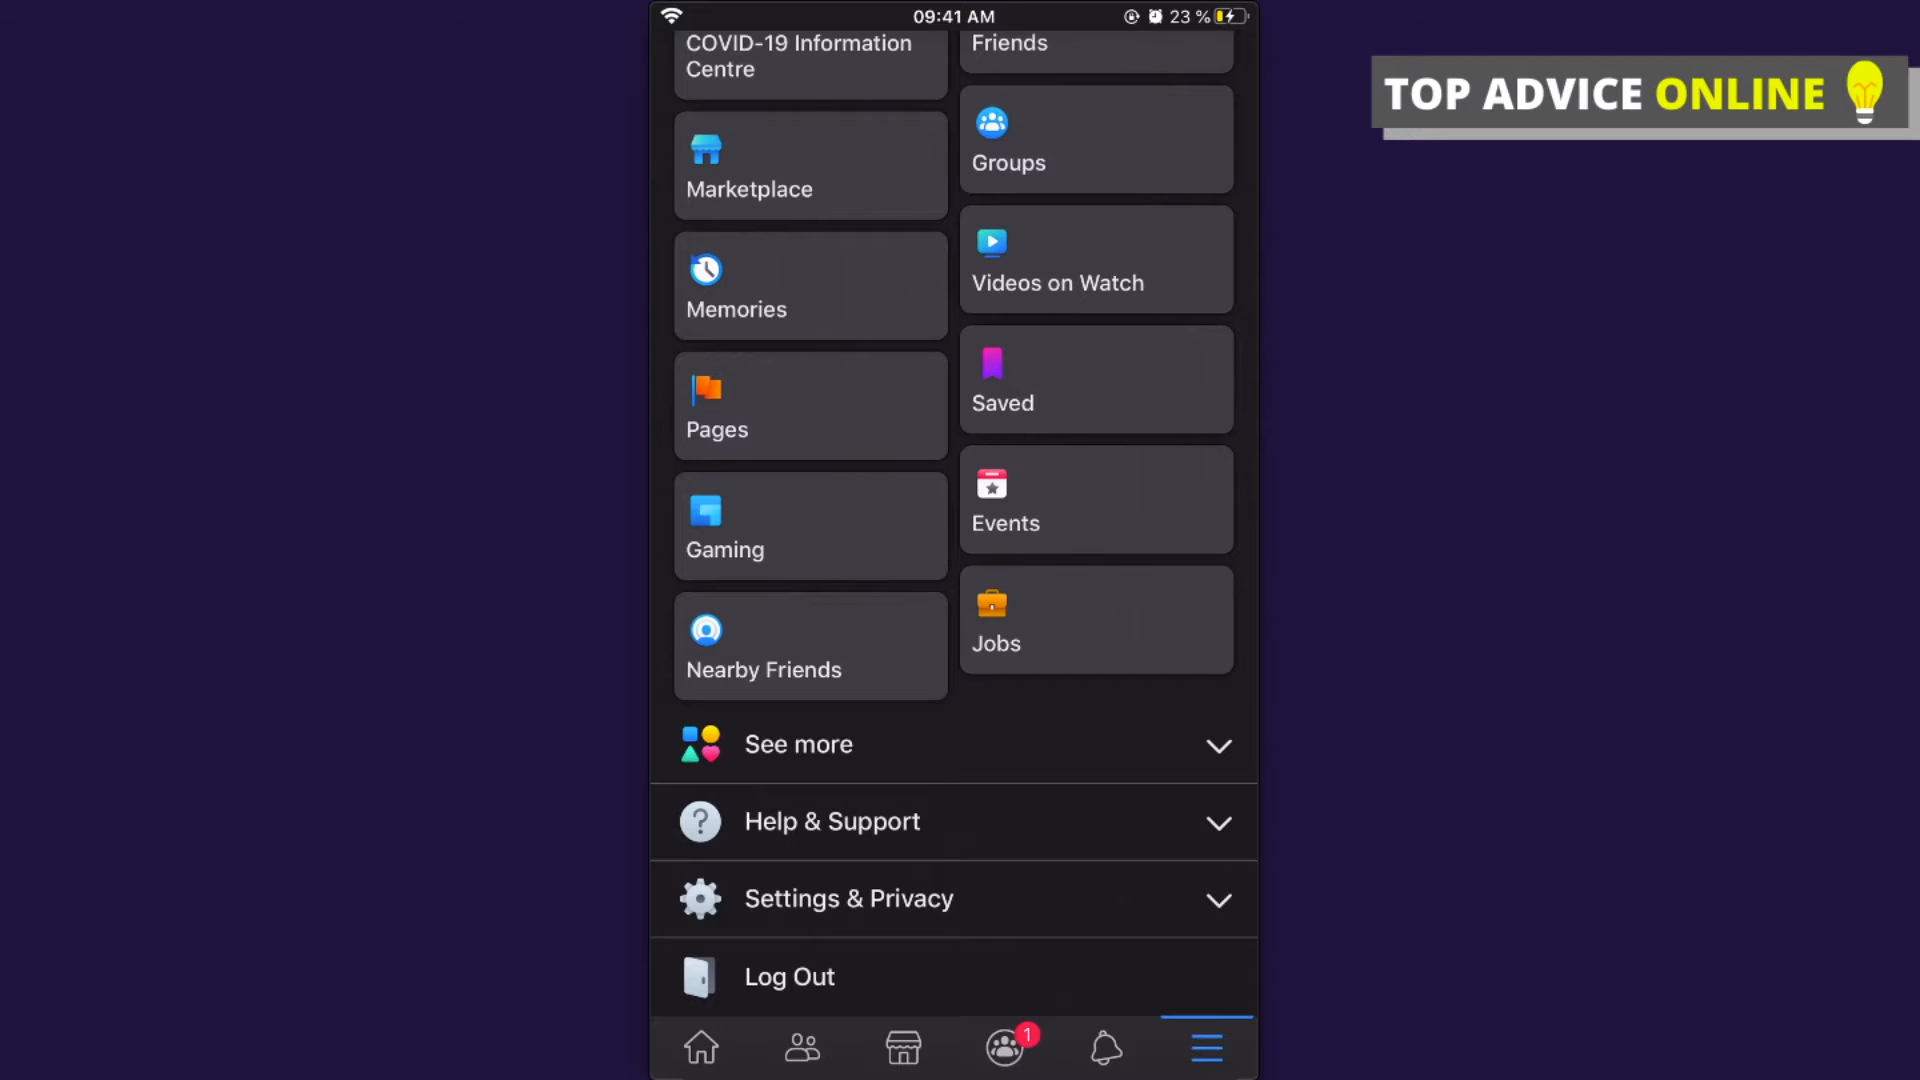 09:41 AM
23 %
TOP ADVICE ONLINE
COVID-19 Information
Centre
Friends
Marketplace
Groups
Memories
Videos on Watch
Pages
Saved
Gaming
Events
Nearby Friends
Jobs
See more
Help & Support
Settings & Privacy
Log Out
1